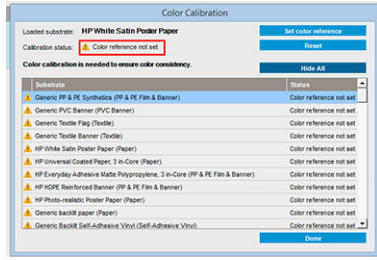 Color Calibration
Loaded substrate: HP White Satin Poster Paper
Set color reference
Calibration status: Color reference not set
Reset
Color calibration is needed to ensure color consistency.
Hide All
Substrate Status
Generic PP & PE Synthetics (PP & PE Film & Banner) Color reference not set
Generic PVC Banner (PVC Banner) Color reference not set
Generic Textile Flag (Textile) Color reference not set
Generic Textile Banner (Textile) Color reference not set
HP White Satin Poster Paper (Paper) Color reference not set
HP Universal Coated Paper, 3 in-Core (Paper) Color reference not set
HP Everyday Adhesive Matte Polypropylene, 3 in-Core (PP & PE Film & Banner) Color reference not set
HP HDPE Reinforced Banner (PP & PE Film & Banner) Color reference not set
HP Photo-realistic Poster Paper (Paper) Color reference not set
Generic backlit paper (Paper) Color reference not set
Generic Backlit Self-Adhesive Vinyl (Self-Adhesive Vinyl) Color reference not set
Done